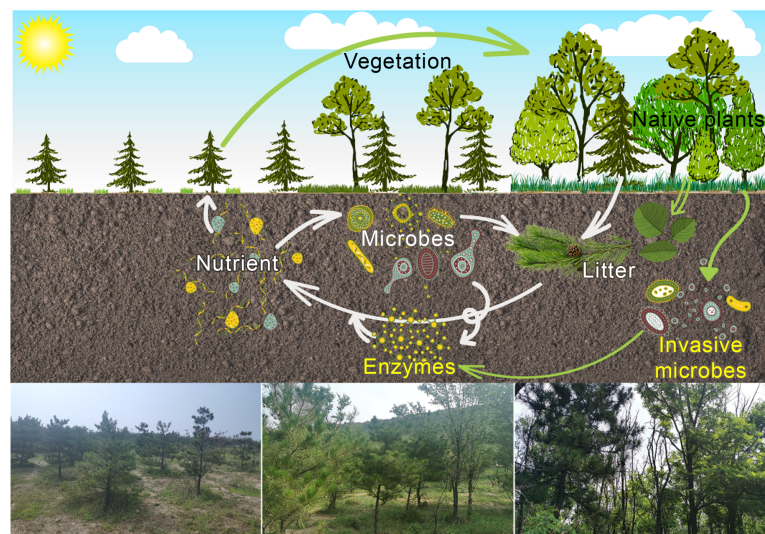 Vegetation
Native plants
Microbes
Nutrient
Litter
Invasive
microbes
Enzymes